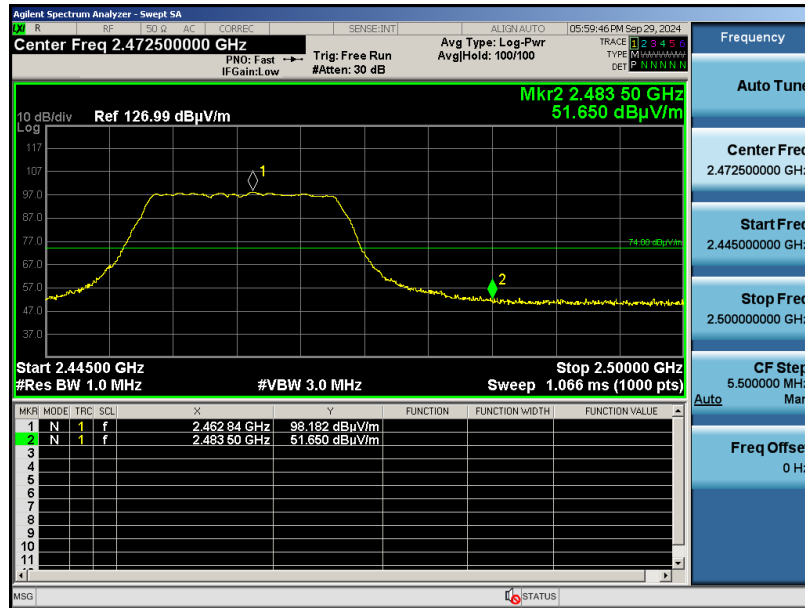 Agilent Spectrum Analyzer - Swept SA
LXI R RF 50 Ω AC CORREC SENSE:INT ALIGN AUTO 05:59:46 PM Sep 29, 2024
Center Freq 2.472500000 GHz
PNO: Fast
IFGain:Low
Trig: Free Run
#Atten: 30 dB
Avg Type: Log-Pwr
Avg|Hold: 100/100
TRACE 1 2 3 4 5 6
TYPE M
DET P N N N N N
Mkr2 2.483 50 GHz
51.650 dBµV/m
10 dB/div Ref 126.99 dBµV/m
Log
117
107
97.0
87.0
77.0
67.0
57.0
47.0
37.0
1
74.00 dBµV/m
2
Start 2.44500 GHz Stop 2.50000 GHz
#Res BW 1.0 MHz #VBW 3.0 MHz Sweep 1.066 ms (1000 pts)
MKR MODE TRC SCL X Y FUNCTION FUNCTION WIDTH FUNCTION VALUE
1 N 1 f 2.462 84 GHz 98.182 dBµV/m
2 N 1 f 2.483 50 GHz 51.650 dBµV/m
3
4
5
6
7
8
9
10
11
MSG STATUS
Frequency
Auto Tune
Center Freq
2.472500000 GHz
Start Freq
2.445000000 GHz
Stop Freq
2.500000000 GHz
CF Step
5.500000 MHz
Auto Man
Freq Offset
0 Hz